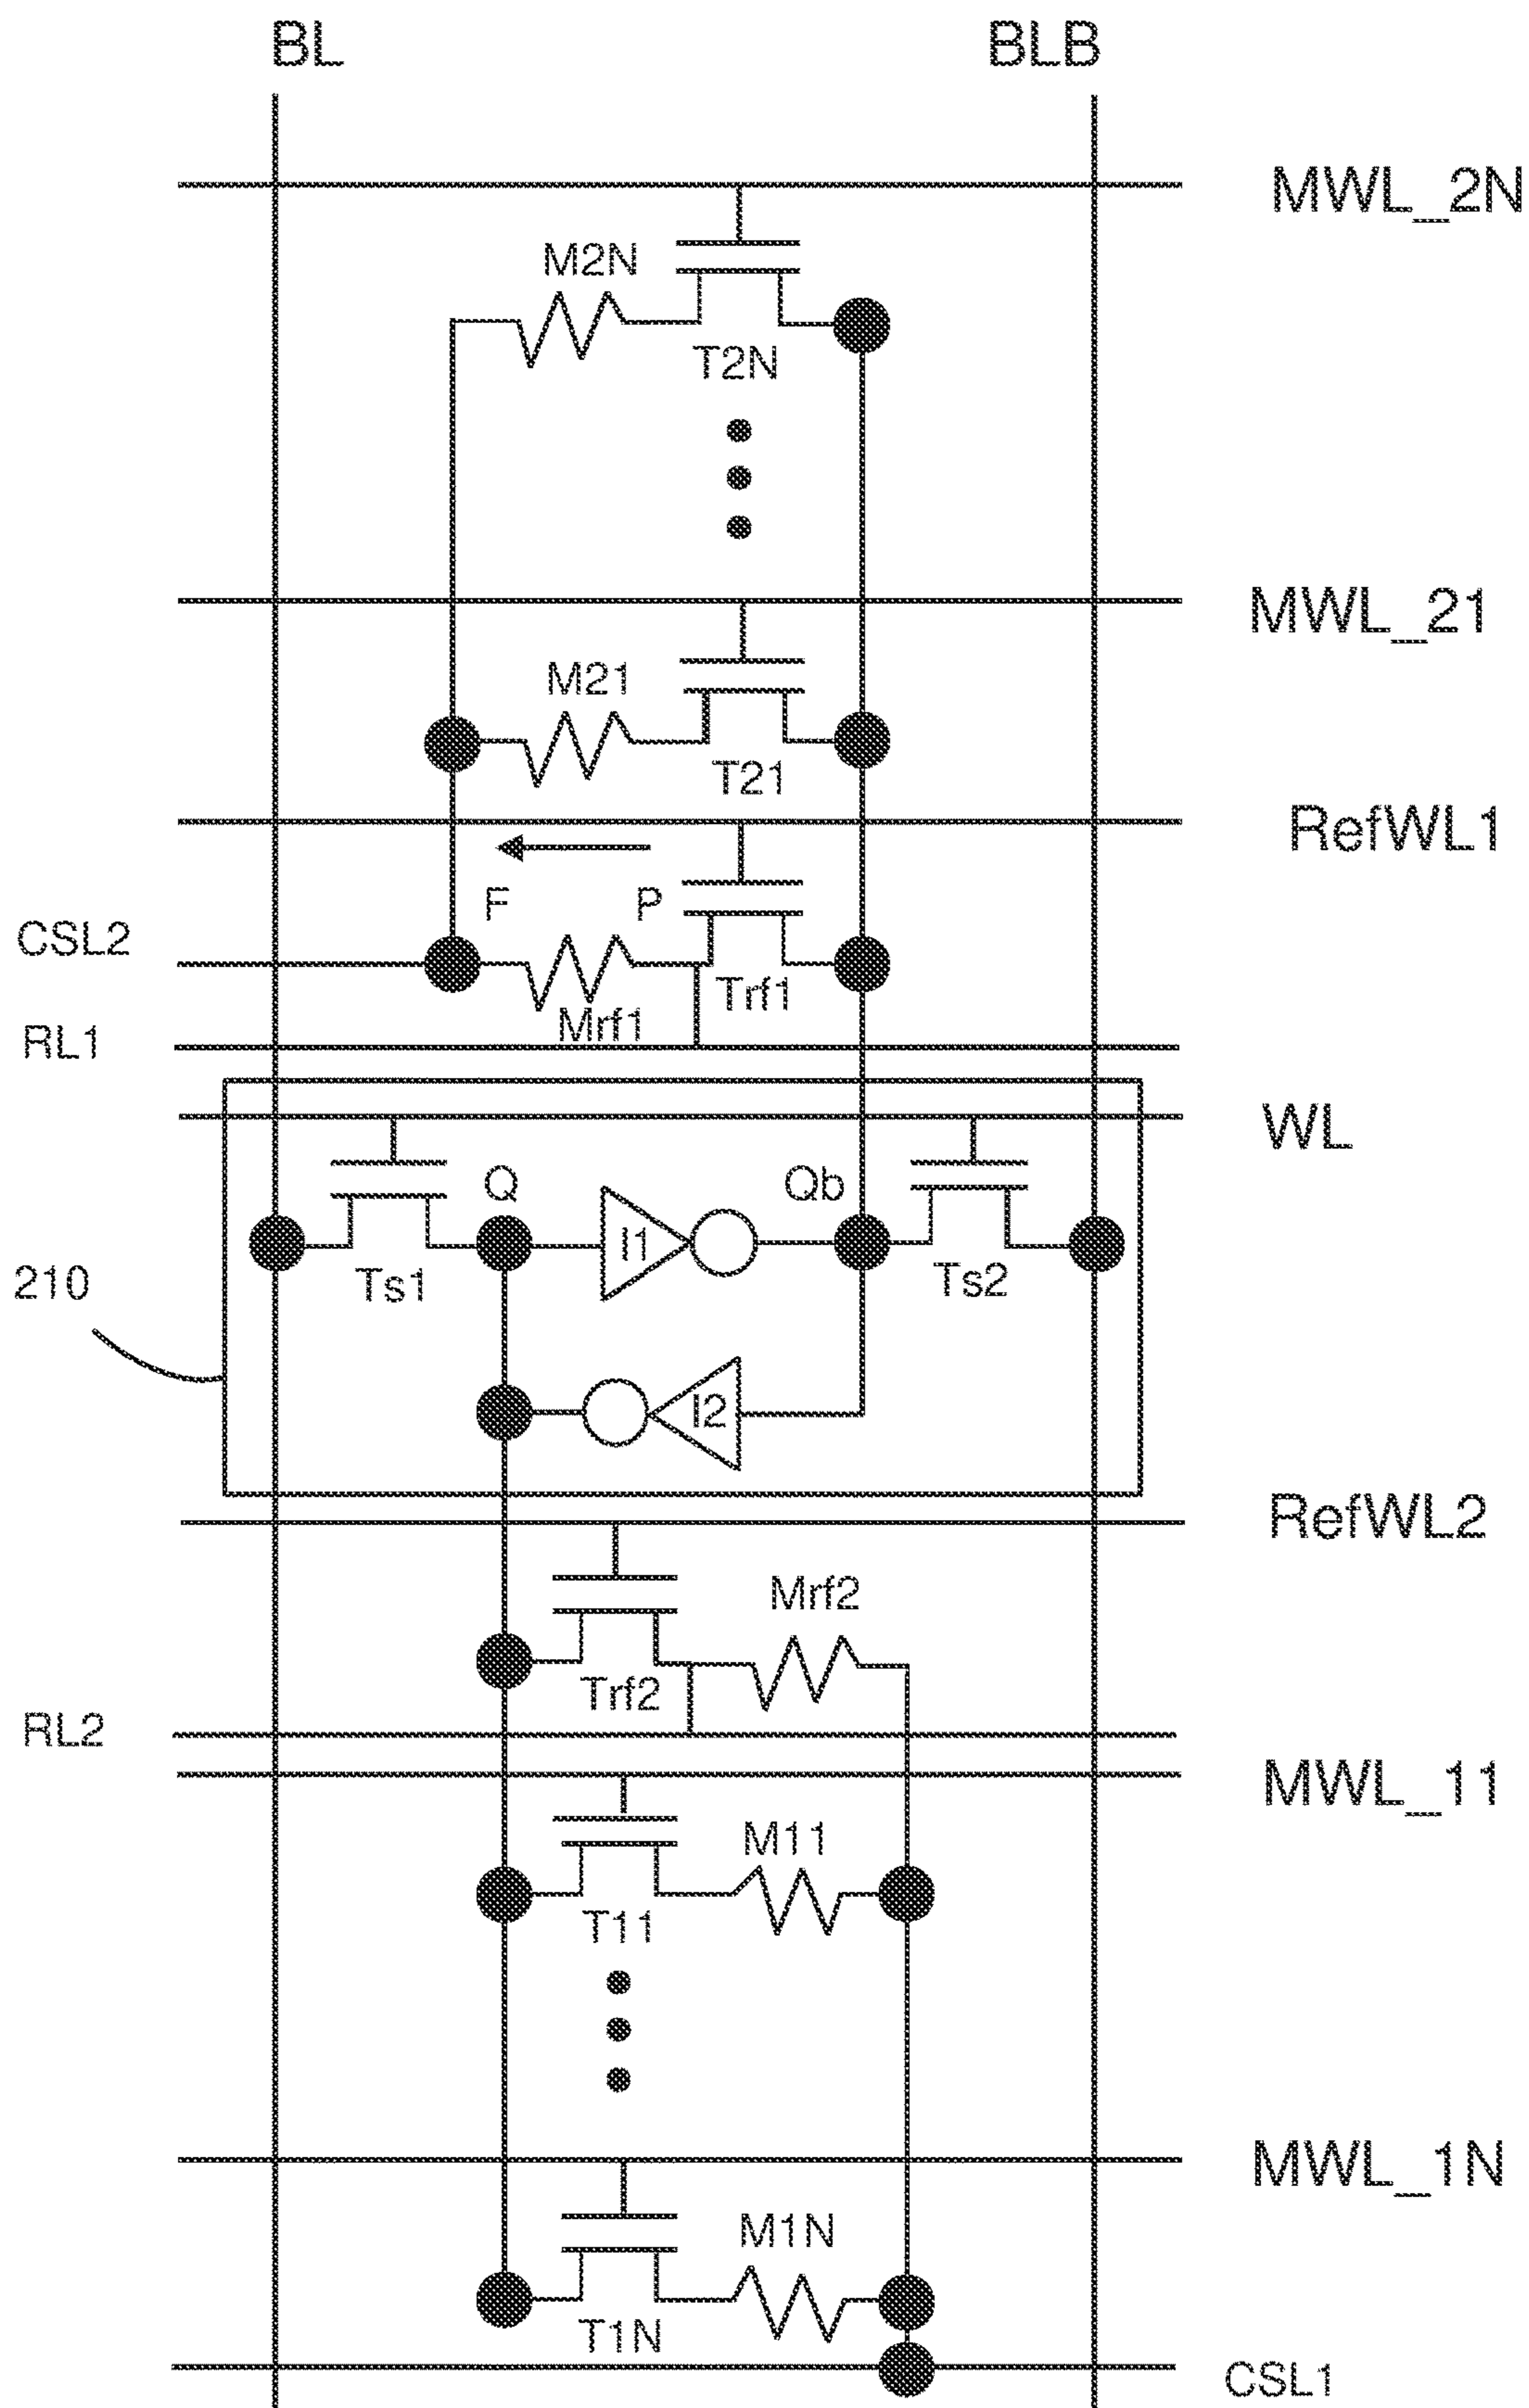 BL BLB
MWL_2N
M2N
T2N
MWL_21
M21
T21
RefWL1
F P
CSL2
Trf1
Mrf1
RL1
WL
Q Qb
I1
Ts1 Ts2
210
I2
RefWL2
Mrf2
Trf2
RL2
MWL_11
M11
T11
MWL_1N
M1N
T1N
CSL1